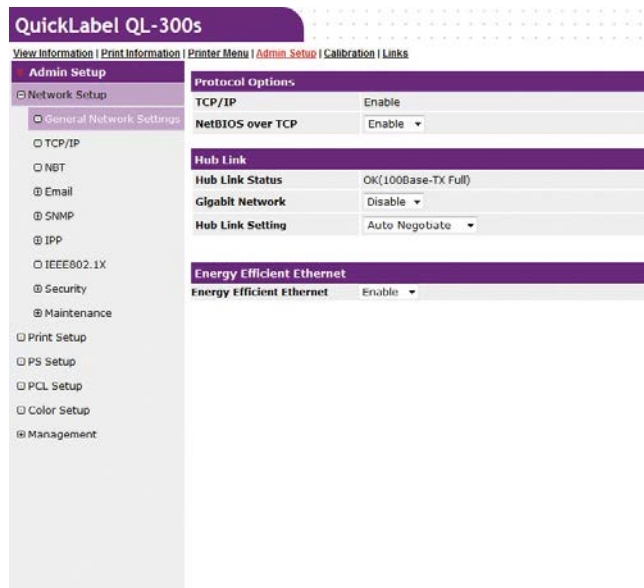 QuickLabel QL-300s
View Information | Print Information | Printer Menu | Admin Setup | Calibration | Links
Admin Setup
Network Setup
General Network Settings
TCP/IP
NBT
Email
SNMP
IPP
IEEE802.1X
Security
Maintenance
Print Setup
PS Setup
PCL Setup
Color Setup
Management
Protocol Options
TCP/IP Enable
NetBIOS over TCP Enable
Hub Link
Hub Link Status OK(100Base-TX Full)
Gigabit Network Disable
Hub Link Setting Auto Negotiate
Energy Efficient Ethernet
Energy Efficient Ethernet Enable